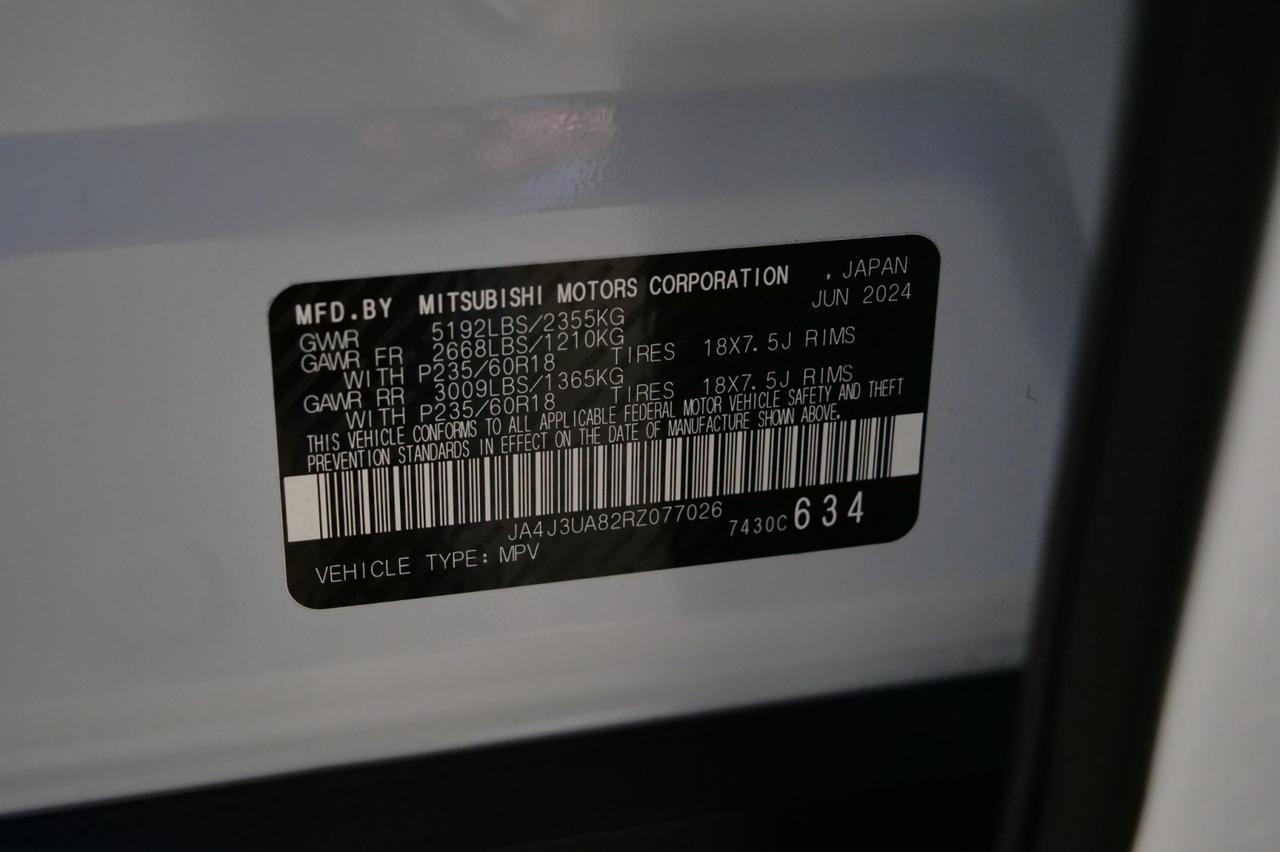 MFD.BY MITSUBISHI MOTORS CORPORATION , JAPAN
JUN 2024
GVWR 5192LBS/2355KG
GAWR FR 2668LBS/1210KG
WITH P235/60R18 TIRES 18X7.5J RIMS
GAWR RR 3009LBS/1365KG
WITH P235/60R18 TIRES 18X7.5J RIMS
THIS VEHICLE CONFORMS TO ALL APPLICABLE FEDERAL MOTOR VEHICLE SAFETY AND THEFT
PREVENTION STANDARDS IN EFFECT ON THE DATE OF MANUFACTURE SHOWN ABOVE.
JA4J3UA82RZ077026 7430C 634
VEHICLE TYPE: MPV